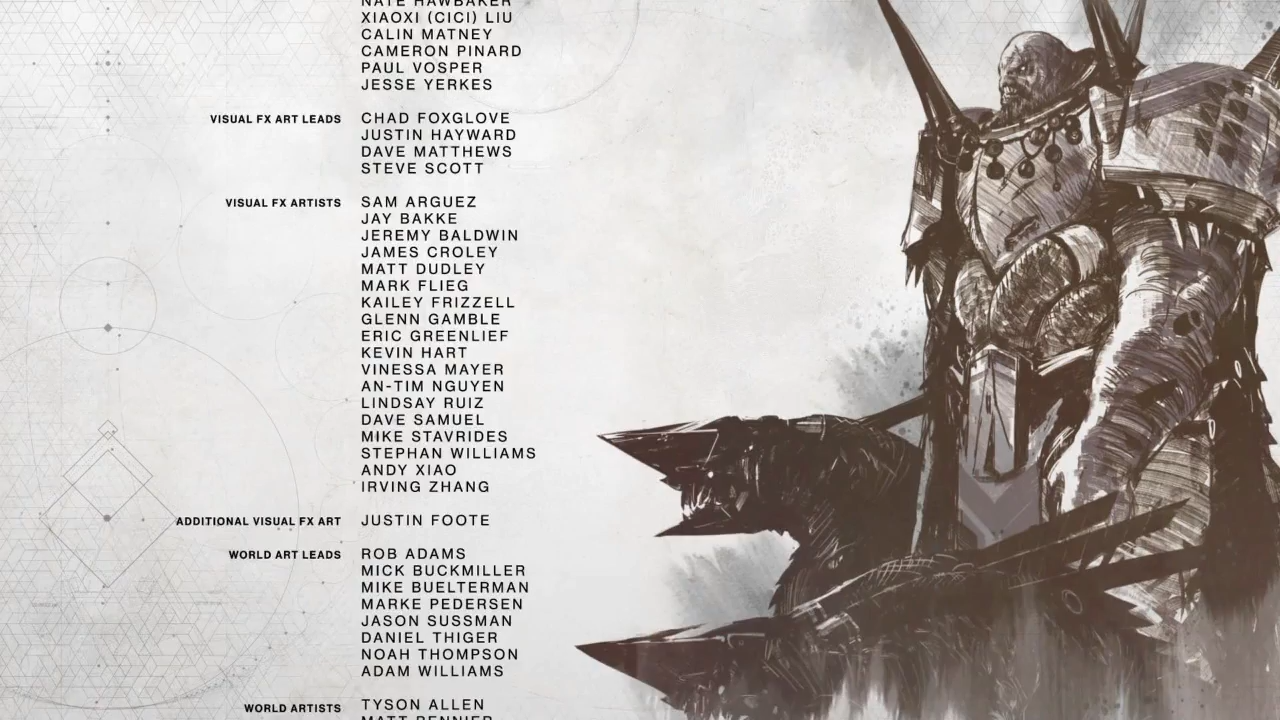 NATE HAWBAKER
XIAOXI (CICI) LIU
CALIN MATNEY
CAMERON PINARD
PAUL VOSPER
JESSE YERKES
VISUAL FX ART LEADS CHAD FOXGLOVE
JUSTIN HAYWARD
DAVE MATTHEWS
STEVE SCOTT
VISUAL FX ARTISTS SAM ARGUEZ
JAY BAKKE
JEREMY BALDWIN
JAMES CROLEY
MATT DUDLEY
MARK FLIEG
KAILEY FRIZZELL
GLENN GAMBLE
ERIC GREENLIEF
KEVIN HART
VINESSA MAYER
AN-TIM NGUYEN
LINDSAY RUIZ
DAVE SAMUEL
MIKE STAVRIDES
STEPHAN WILLIAMS
ANDY XIAO
IRVING ZHANG
ADDITIONAL VISUAL FX ART JUSTIN FOOTE
WORLD ART LEADS ROB ADAMS
MICK BUCKMILLER
MIKE BUELTERMAN
MARKE PEDERSEN
JASON SUSSMAN
DANIEL THIGER
NOAH THOMPSON
ADAM WILLIAMS
WORLD ARTISTS TYSON ALLEN
MATT